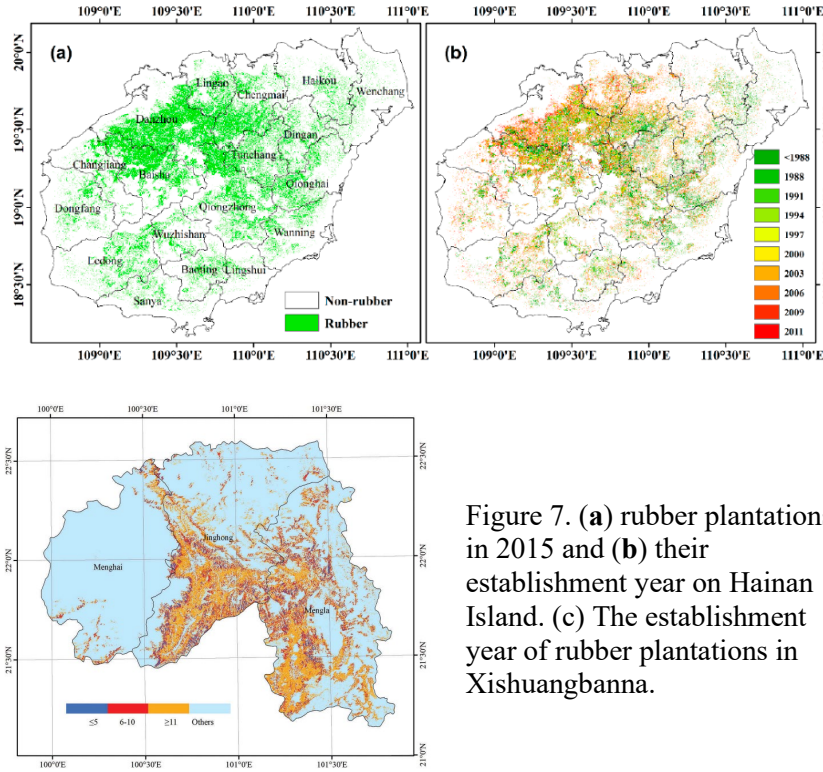 109°0'E 109°30'E 110°0'E 110°30'E 111°0'E
109°0'E 109°30'E 110°0'E 110°30'E 111°0'E
20°0'N
19°30'N
19°0'N
18°30'N
(a)
Lingao
Haikou
Chengmai
Wenchang
Danzhou
Dingan
Tunchang
Changjiang
Baisha
Qionghai
Dongfang
Qiongzhong
Wuzhishan
Wanning
Ledong
Baoting
Lingshui
Sanya
Non-rubber
Rubber
109°0'E 109°30'E 110°0'E 110°30'E 111°0'E
(b)
<1988
1988
1991
1994
1997
2000
2003
2006
2009
2011
20°0'N
19°30'N
19°0'N
18°30'N
109°0'E 109°30'E 110°0'E 110°30'E 111°0'E
100°0'E 100°30'E 101°0'E 101°30'E
22°30'N
22°0'N
21°30'N
Jinghong
Menghai
Mengla
≤5 6-10 ≥11 Others
22°30'N
22°0'N
21°30'N
21°0'N
100°0'E 100°30'E 101°0'E 101°30'E
Figure 7. (a) rubber plantation
in 2015 and (b) their
establishment year on Hainan
Island. (c) The establishment
year of rubber plantations in
Xishuangbanna.